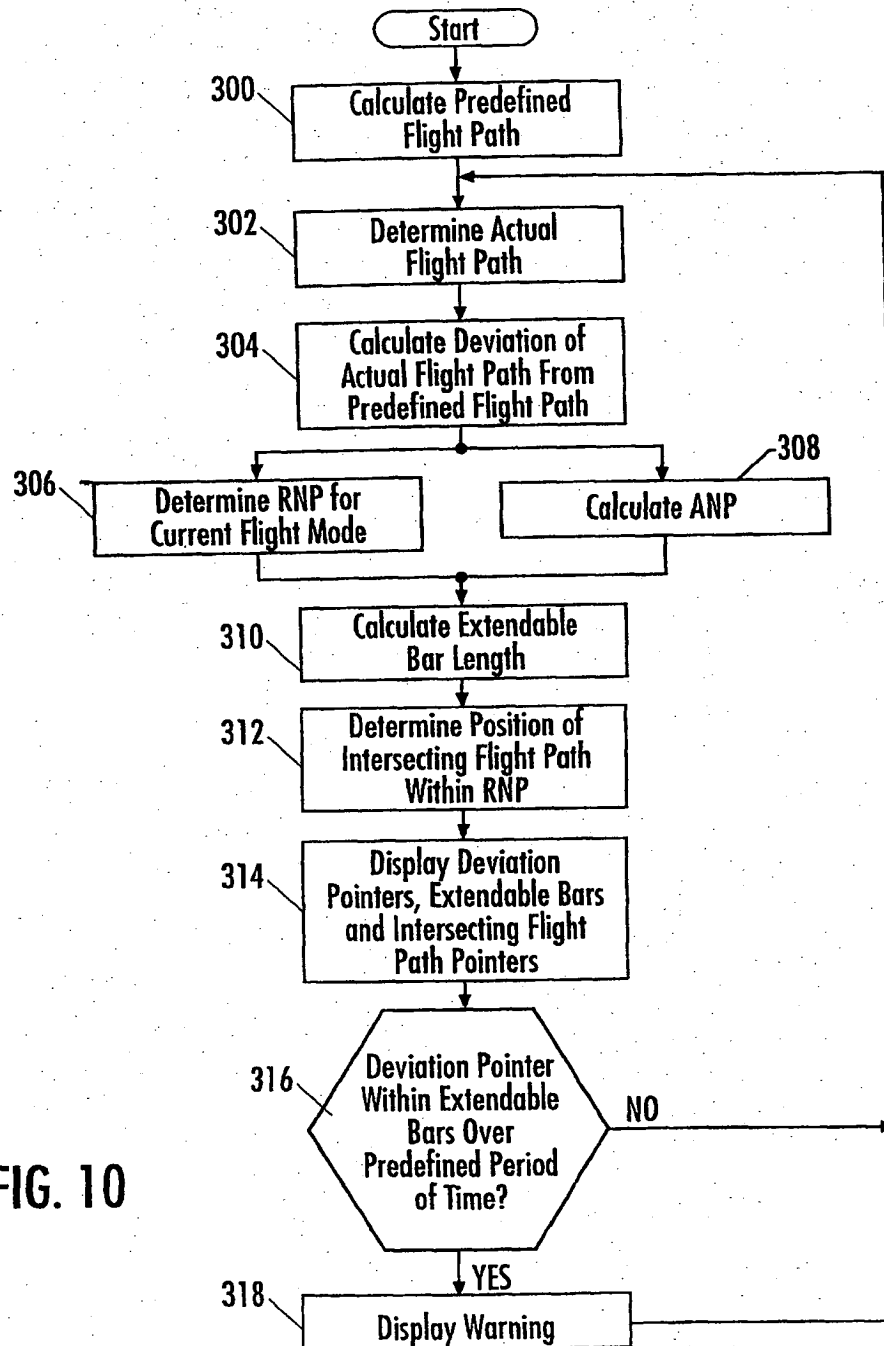 Start
300
Calculate Predefined
Flight Path
302
Determine Actual
Flight Path
304
Calculate Deviation of
Actual Flight Path From
Predefined Flight Path
306
Determine RNP for
Current Flight Mode
308
Calculate ANP
310
Calculate Extendable
Bar Length
312
Determine Position of
Intersecting Flight Path
Within RNP
314
Display Deviation
Pointers, Extendable Bars
and Intersecting Flight
Path Pointers
316
Deviation Pointer
Within Extendable
Bars Over
Predefined Period
of Time?
NO
YES
318
Display Warning
FIG. 10